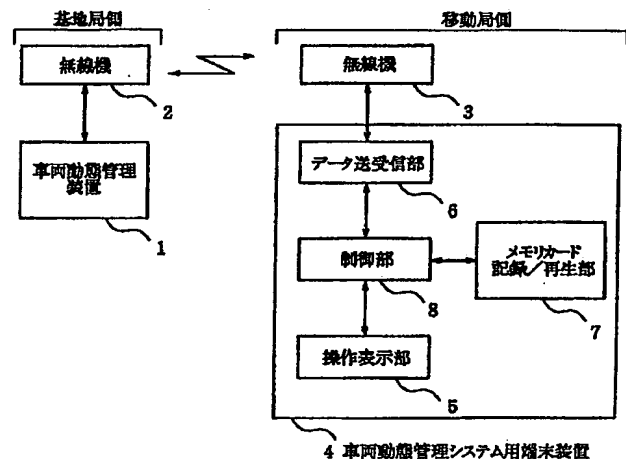 基地局側
移動局側
無線機
2
無線機
3
車両動態管理
装置
1
データ送受信部
6
制御部
8
メモリカード
記録／再生部
7
操作表示部
5
4 車両動態管理システム用端末装置